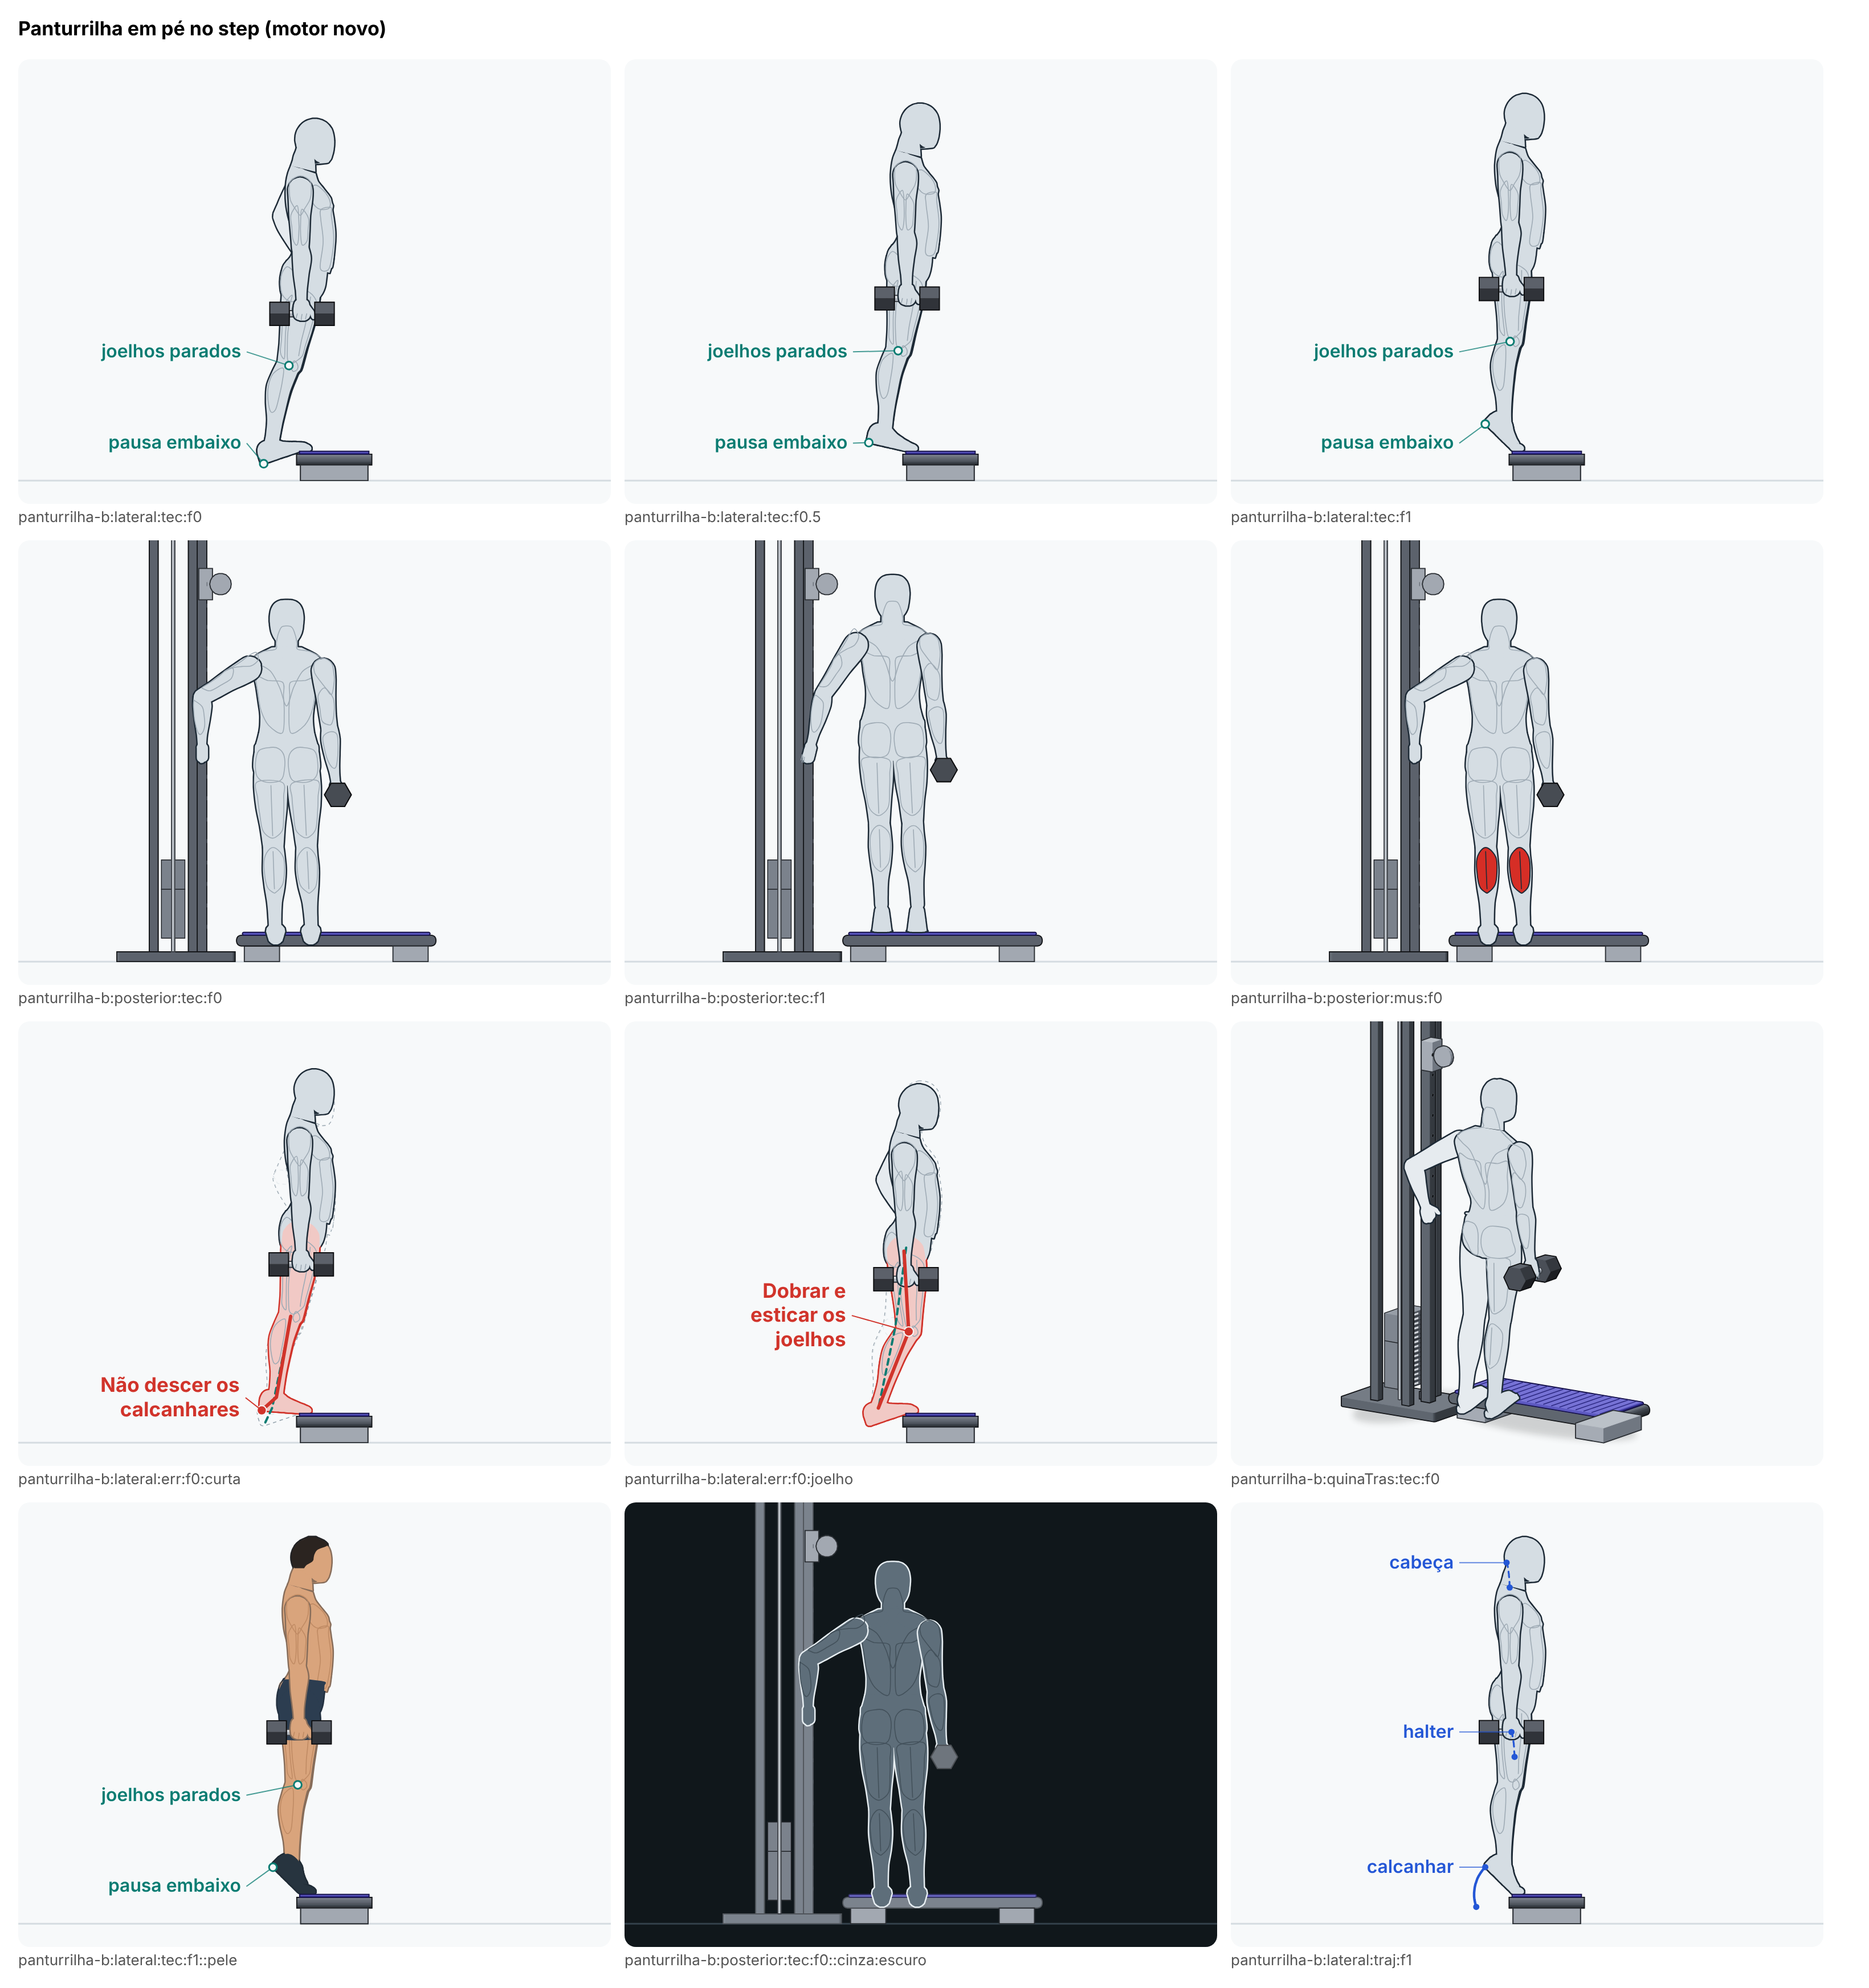 Panturrilha em pé no step (motor novo)
joelhos parados
pausa embaixo
panturrilha-b:lateral:tec:f0
joelhos parados
pausa embaixo
panturrilha-b:lateral:tec:f0.5
joelhos parados
pausa embaixo
panturrilha-b:lateral:tec:f1
panturrilha-b:posterior:tec:f0
panturrilha-b:posterior:tec:f1
panturrilha-b:posterior:mus:f0
Não descer os
calcanhares
panturrilha-b:lateral:err:f0:curta
Dobrar e
esticar os
joelhos
panturrilha-b:lateral:err:f0:joelho
panturrilha-b:quinaTras:tec:f0
joelhos parados
pausa embaixo
panturrilha-b:lateral:tec:f1::pele
panturrilha-b:posterior:tec:f0::cinza:escuro
cabeça
halter
calcanhar
panturrilha-b:lateral:traj:f1